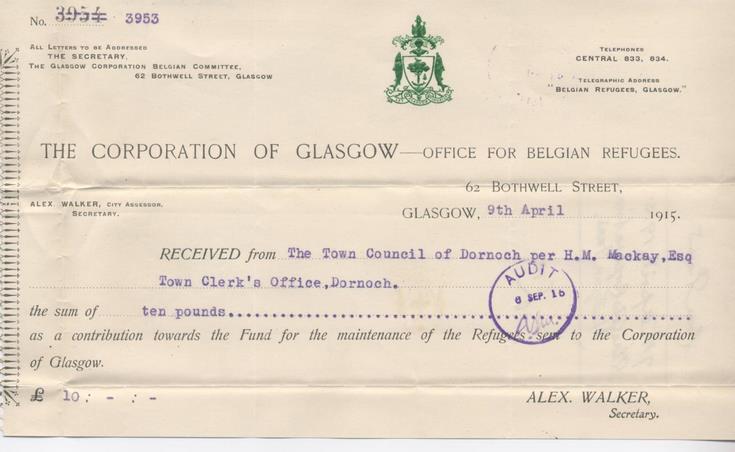 No. 3954 3953
ALL LETTERS TO BE ADDRESSED
THE SECRETARY,
THE GLASGOW CORPORATION BELGIAN COMMITTEE,
62 BOTHWELL STREET, GLASGOW
TELEPHONES
CENTRAL 833, 834.
TELEGRAPHIC ADDRESS
"BELGIAN REFUGEES, GLASGOW."
THE CORPORATION OF GLASGOW—OFFICE FOR BELGIAN REFUGEES.
62 BOTHWELL STREET,
ALEX. WALKER, CITY ASSESSOR,
SECRETARY.
GLASGOW, 9th April 1915.
RECEIVED from The Town Council of Dornoch per H.M. Mackay,Esq
Town Clerk's Office,Dornoch.
AUDIT
6 SEP. 15
the sum of ten pounds........................................
as a contribution towards the Fund for the maintenance of the Refugees sent to the Corporation
of Glasgow.
£ 10 : - : -
ALEX. WALKER,
Secretary.